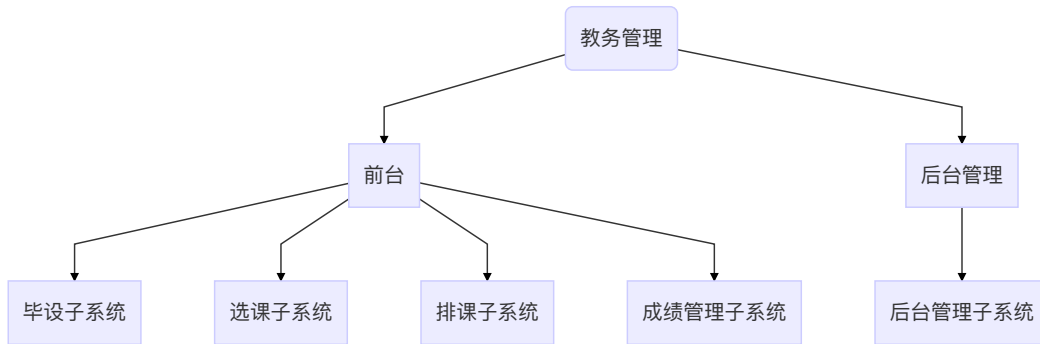 教务管理
前台
后台管理
毕设子系统
选课子系统
排课子系统
成绩管理子系统
后台管理子系统